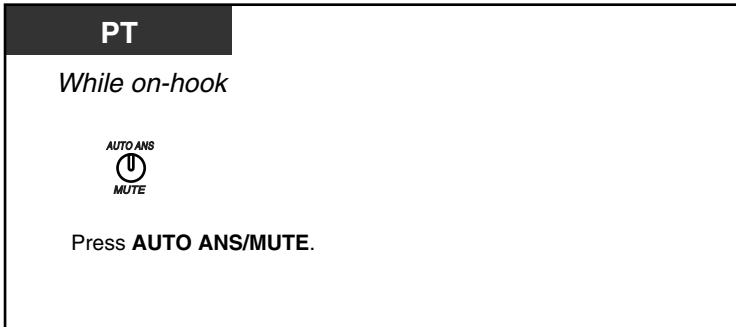 PT
While on-hook
AUTO ANS
MUTE
Press AUTO ANS/MUTE.